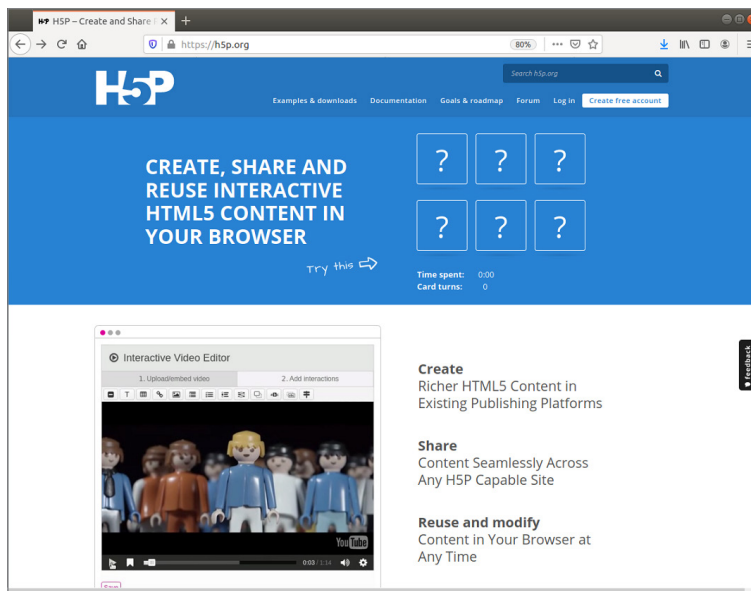 H5P H5P – Create and Share
https://h5p.org
80%
H5P
Search h5p.org
Examples & downloads Documentation Goals & roadmap Forum Log in Create free account
CREATE, SHARE AND
REUSE INTERACTIVE
HTML5 CONTENT IN
YOUR BROWSER
Try this
? ? ?
? ? ?
Time spent: 0:00
Card turns: 0
Interactive Video Editor
1. Upload/embed video 2. Add interactions
T
YouTube
0:03 / 1:14
Save
Create
Richer HTML5 Content in
Existing Publishing Platforms
Share
Content Seamlessly Across
Any H5P Capable Site
Reuse and modify
Content in Your Browser at
Any Time
feedback